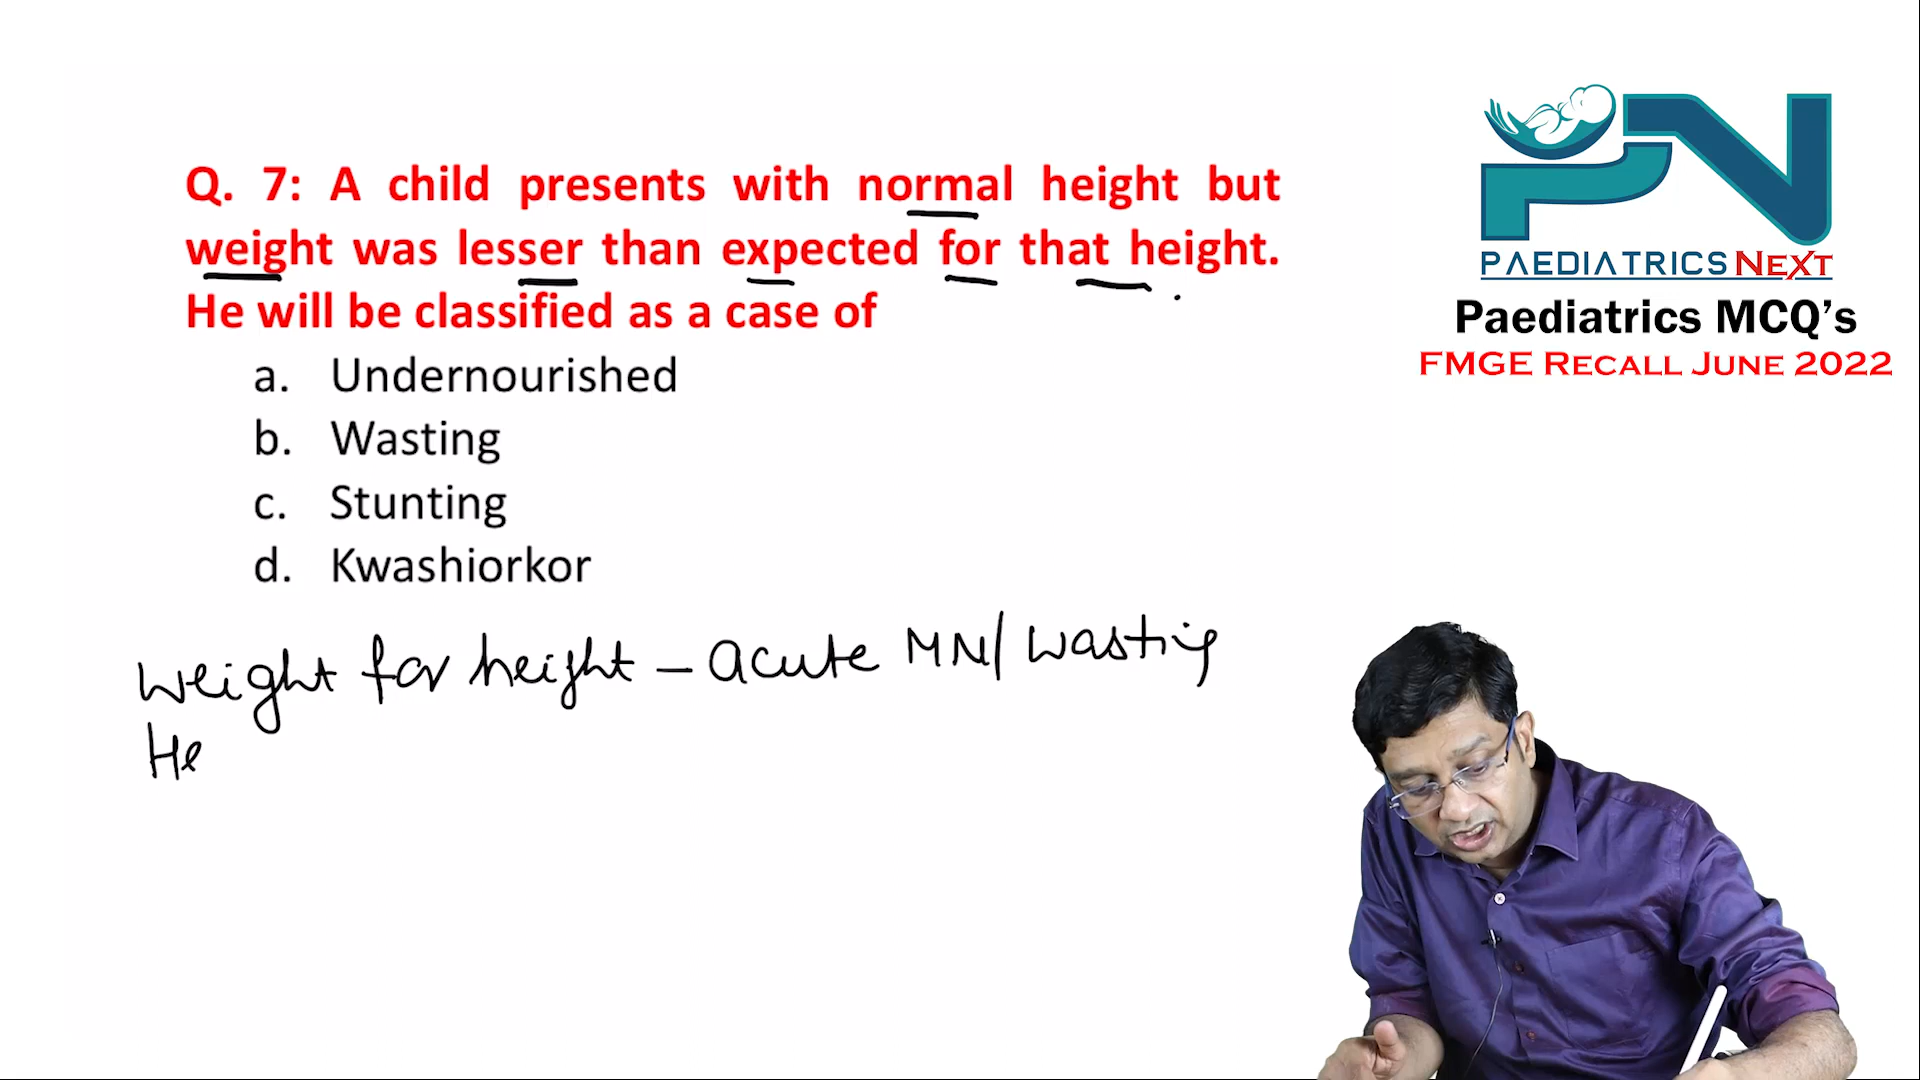 Q. 7: A child presents with normal height but
weight was lesser than expected for that height.
He will be classified as a case of
a. Undernourished
b. Wasting
c. Stunting
d. Kwashiorkor
weight for height – acute MN/wasting
He
PN
PAEDIATRICS NEXT
Paediatrics MCQ's
FMGE RECALL JUNE 2022